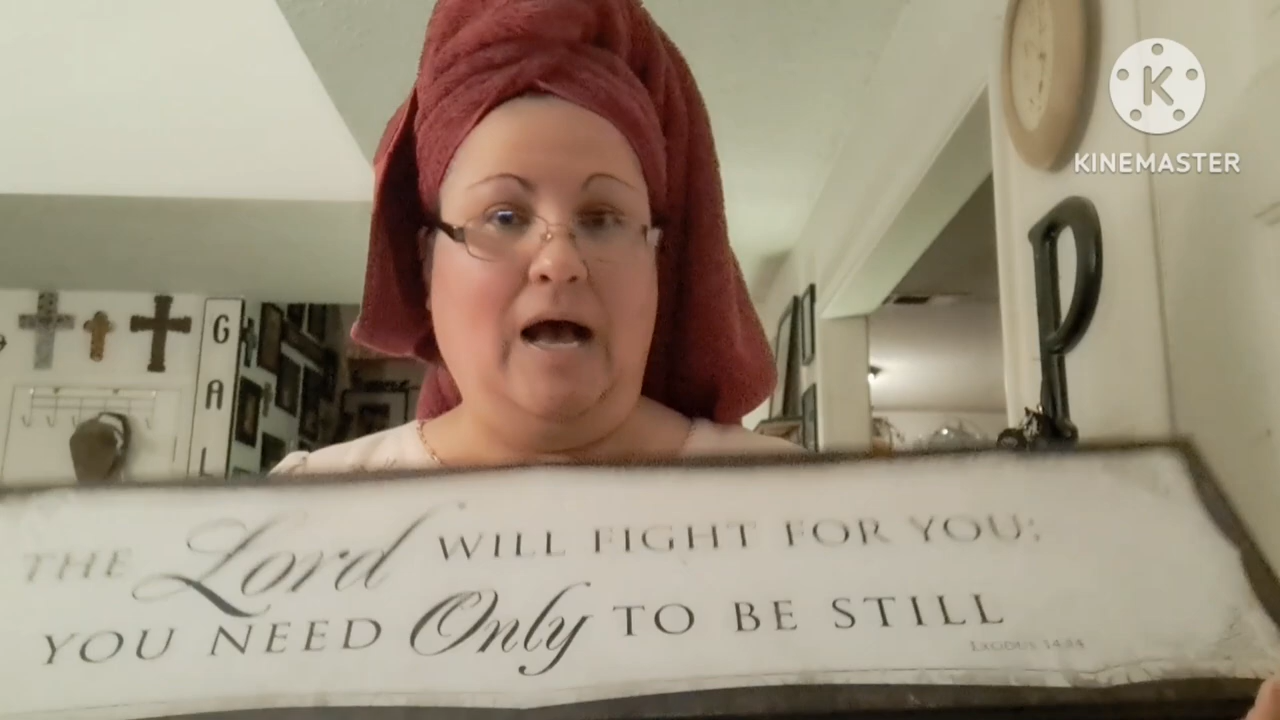 K
KINEMASTER
P
G
A
L
THE Lord WILL FIGHT FOR YOU;
YOU NEED Only TO BE STILL
EXODUS 14:14